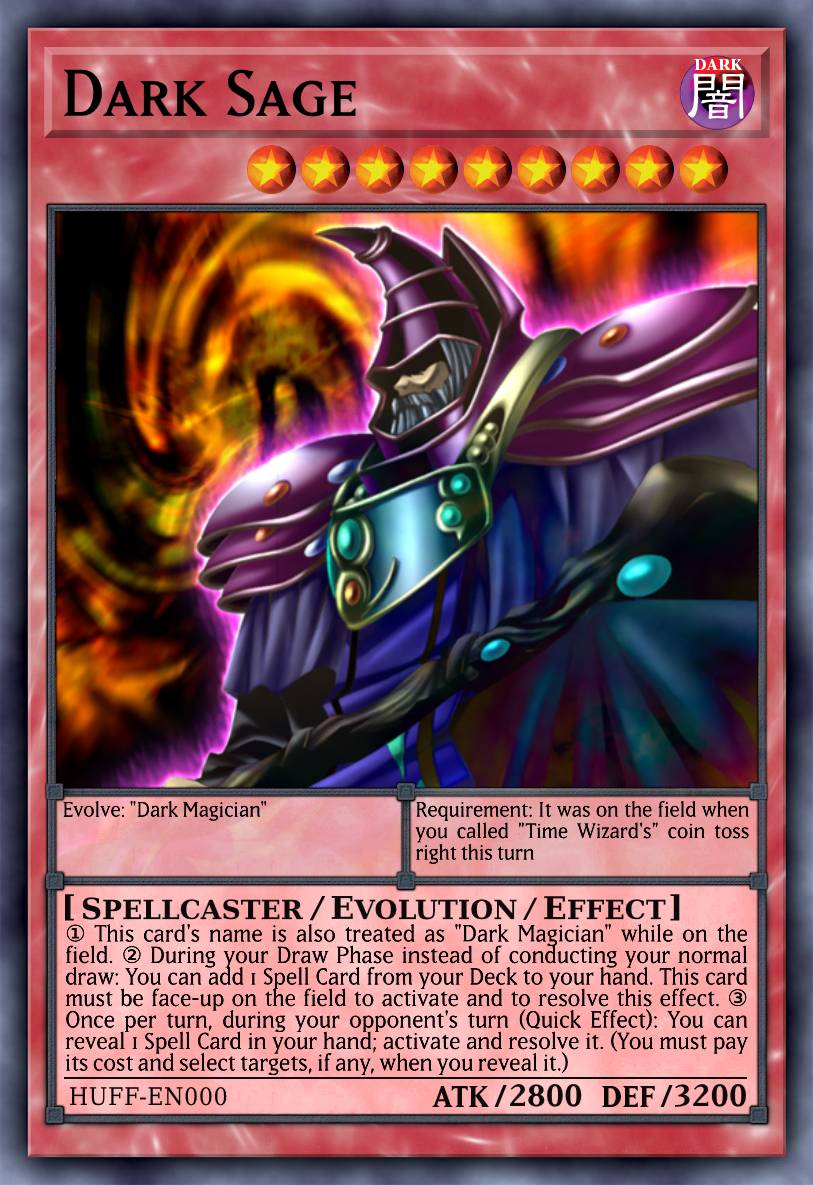 Dark Sage
DARK
闇
Evolve: "Dark Magician"
Requirement: It was on the field when
you called "Time Wizard's" coin toss
right this turn
[ Spellcaster / Evolution / Effect ]
① This card's name is also treated as "Dark Magician" while on the
field. ② During your Draw Phase instead of conducting your normal
draw: You can add 1 Spell Card from your Deck to your hand. This card
must be face-up on the field to activate and to resolve this effect. ③
Once per turn, during your opponent's turn (Quick Effect): You can
reveal 1 Spell Card in your hand; activate and resolve it. (You must pay
its cost and select targets, if any, when you reveal it.)
HUFF-EN000 ATK/2800 DEF/3200